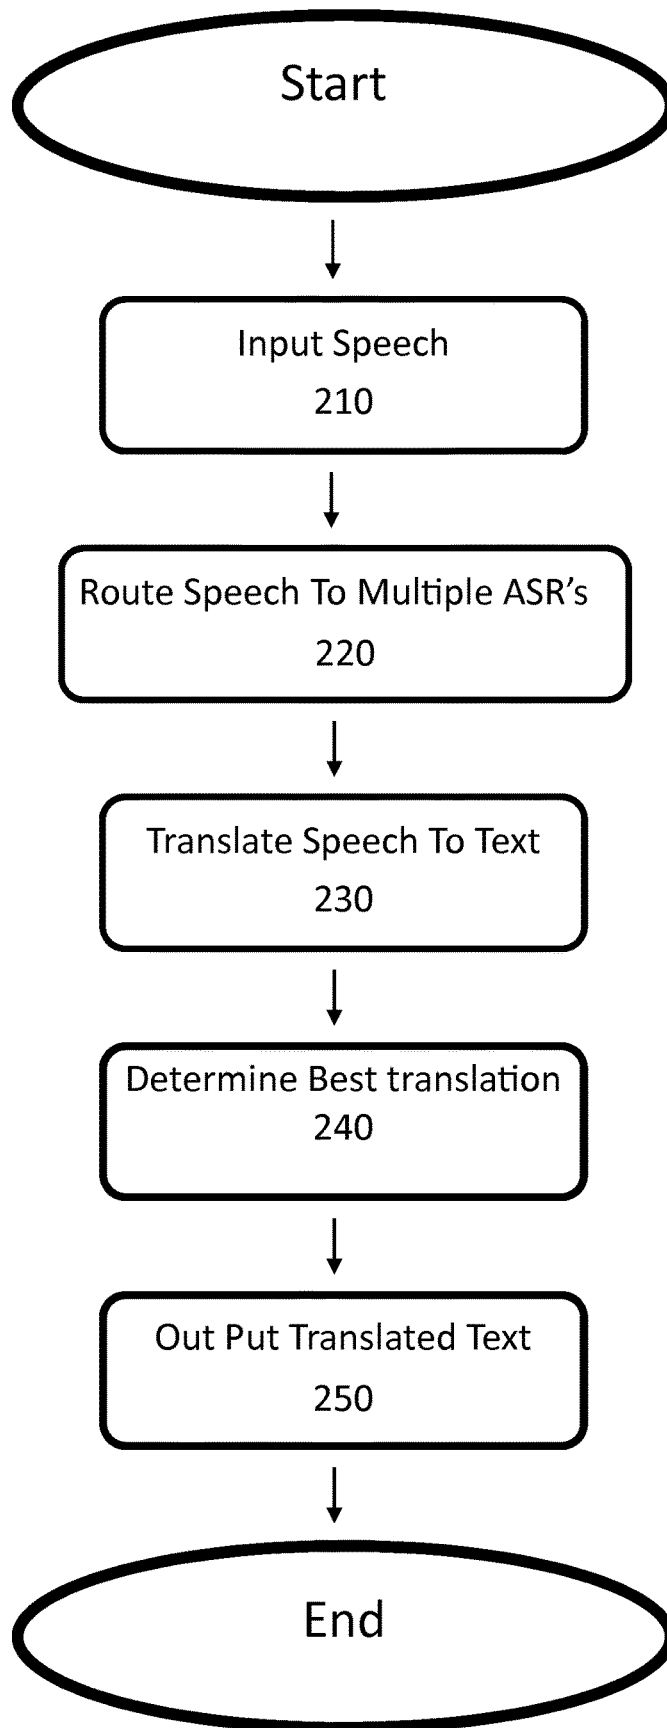 Start
Input Speech
210
Route Speech To Multiple ASR’s
220
Translate Speech To Text
230
Determine Best translation
240
Out Put Translated Text
250
End